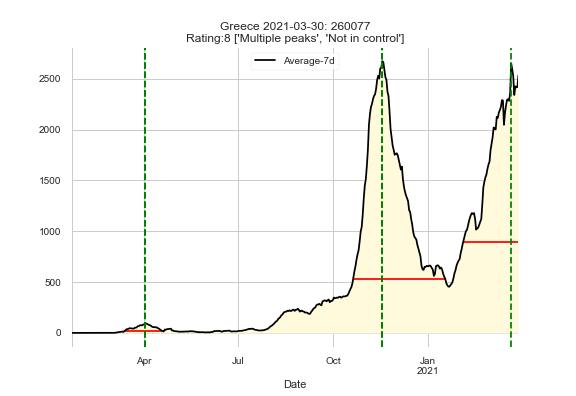 Greece 2021-03-30: 260077
Rating:8 ['Multiple peaks', 'Not in control']
Average-7d
2500
2000
1500
1000
500
0
Apr
Jul
Oct
Jan
2021
Date